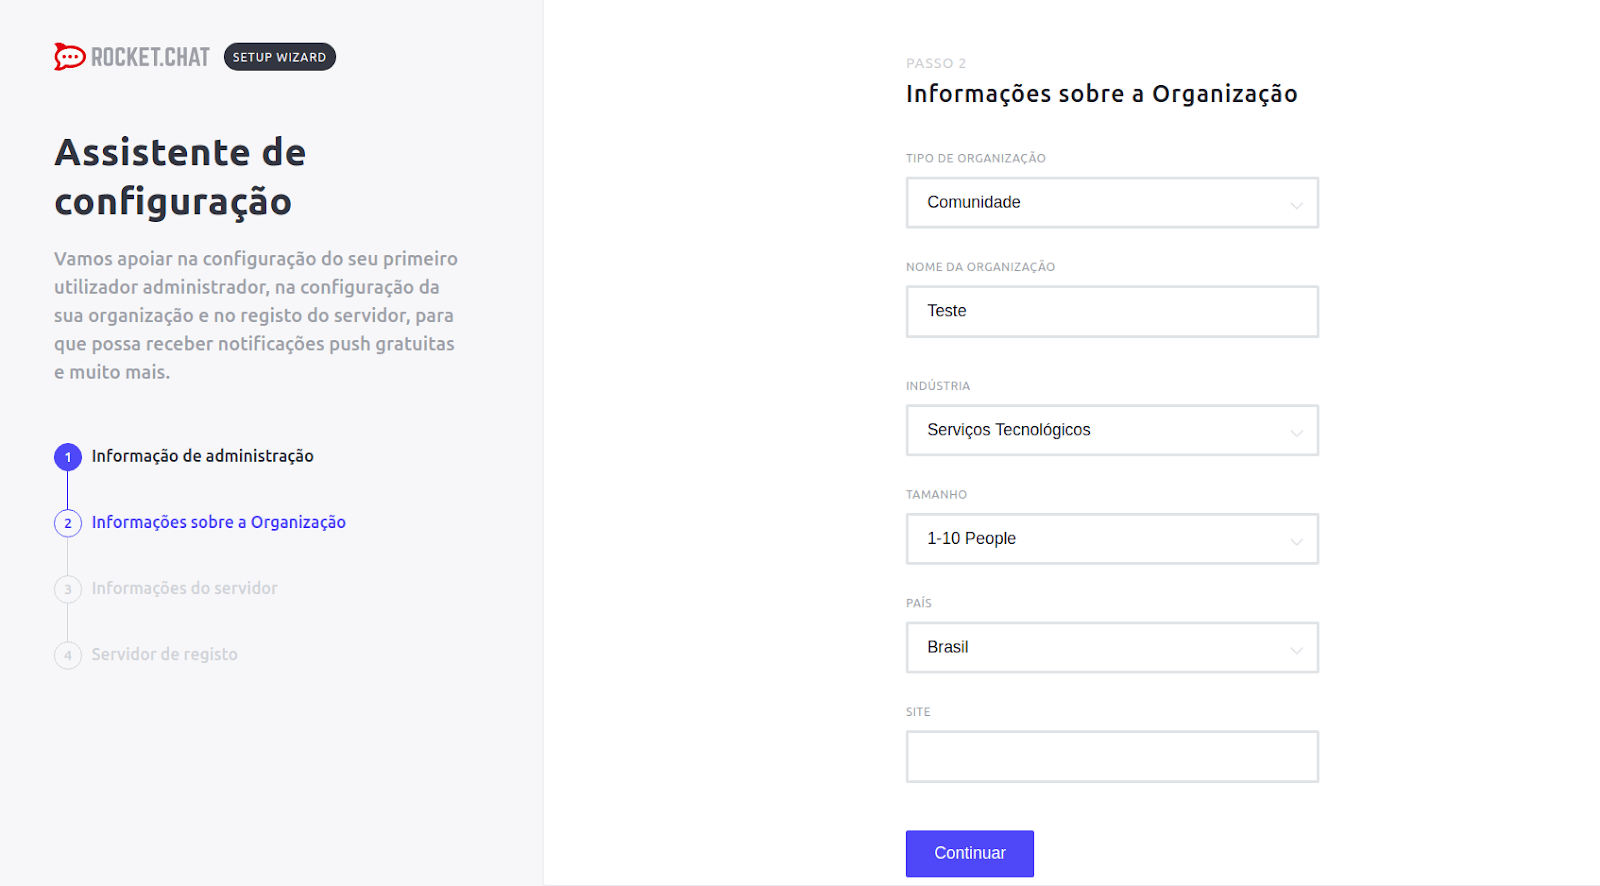 ROCKET.CHAT SETUP WIZARD
Assistente de
configuração
Vamos apoiar na configuração do seu primeiro
utilizador administrador, na configuração da
sua organização e no registo do servidor, para
que possa receber notificações push gratuitas
e muito mais.
1 Informação de administração
2 Informações sobre a Organização
3 Informações do servidor
4 Servidor de registo
PASSO 2
Informações sobre a Organização
TIPO DE ORGANIZAÇÃO
Comunidade
NOME DA ORGANIZAÇÃO
Teste
INDÚSTRIA
Serviços Tecnológicos
TAMANHO
1-10 People
PAÍS
Brasil
SITE
Continuar